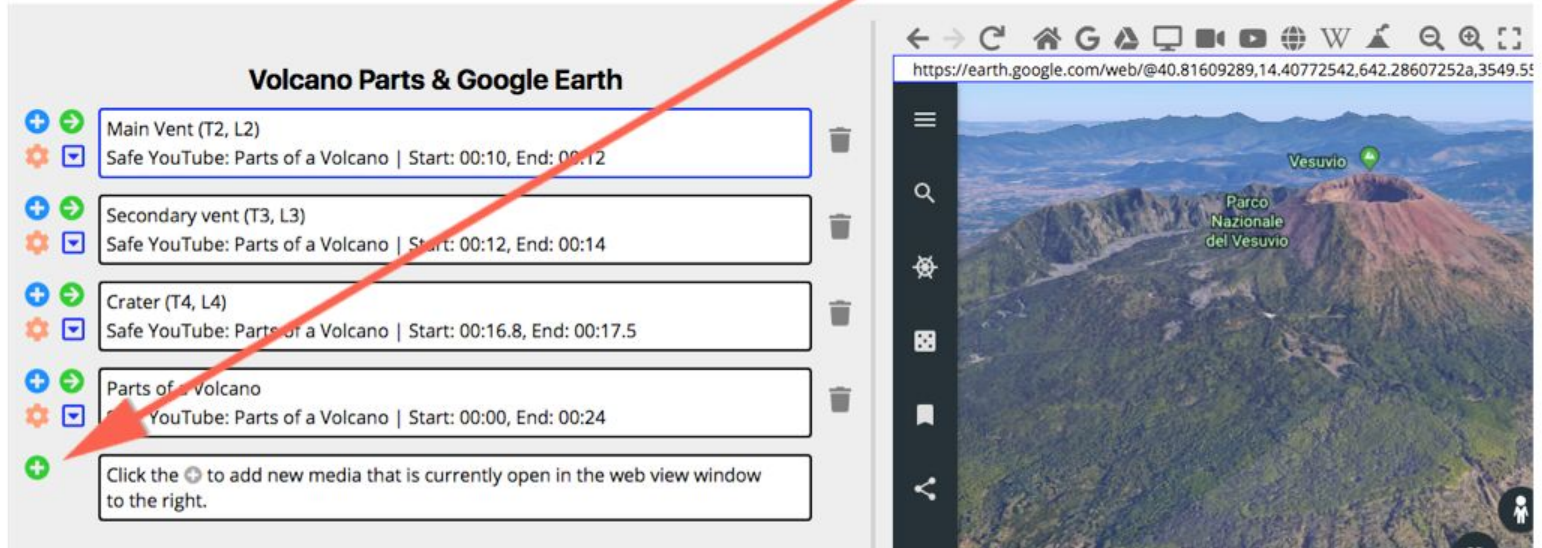 Volcano Parts & Google Earth
Main Vent (T2, L2)
Safe YouTube: Parts of a Volcano | Start: 00:10, End: 00:12
Secondary vent (T3, L3)
Safe YouTube: Parts of a Volcano | Start: 00:12, End: 00:14
Crater (T4, L4)
Safe YouTube: Parts of a Volcano | Start: 00:16.8, End: 00:17.5
Parts of a Volcano
Safe YouTube: Parts of a Volcano | Start: 00:00, End: 00:24
Click the to add new media that is currently open in the web view window
to the right.
G W
https://earth.google.com/web/@40.81609289,14.40772542,642.28607252a,3549.55
Vesuvio
Parco
Nazionale
del Vesuvio